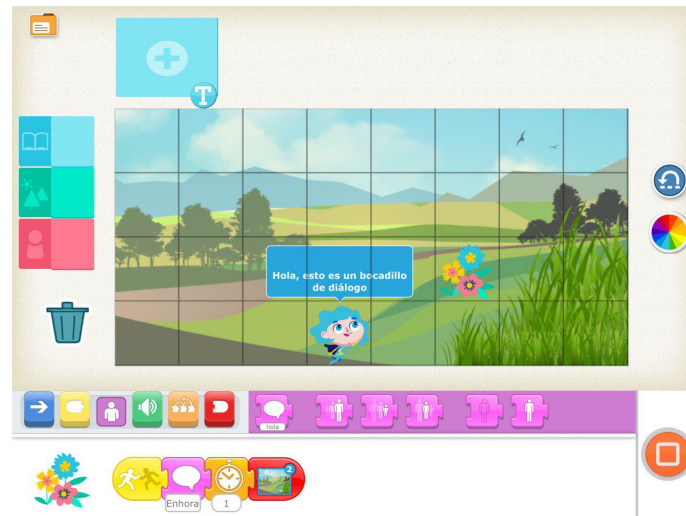 T
Hola, esto es un bocadillo
de diálogo
hola
2
Enhora
1